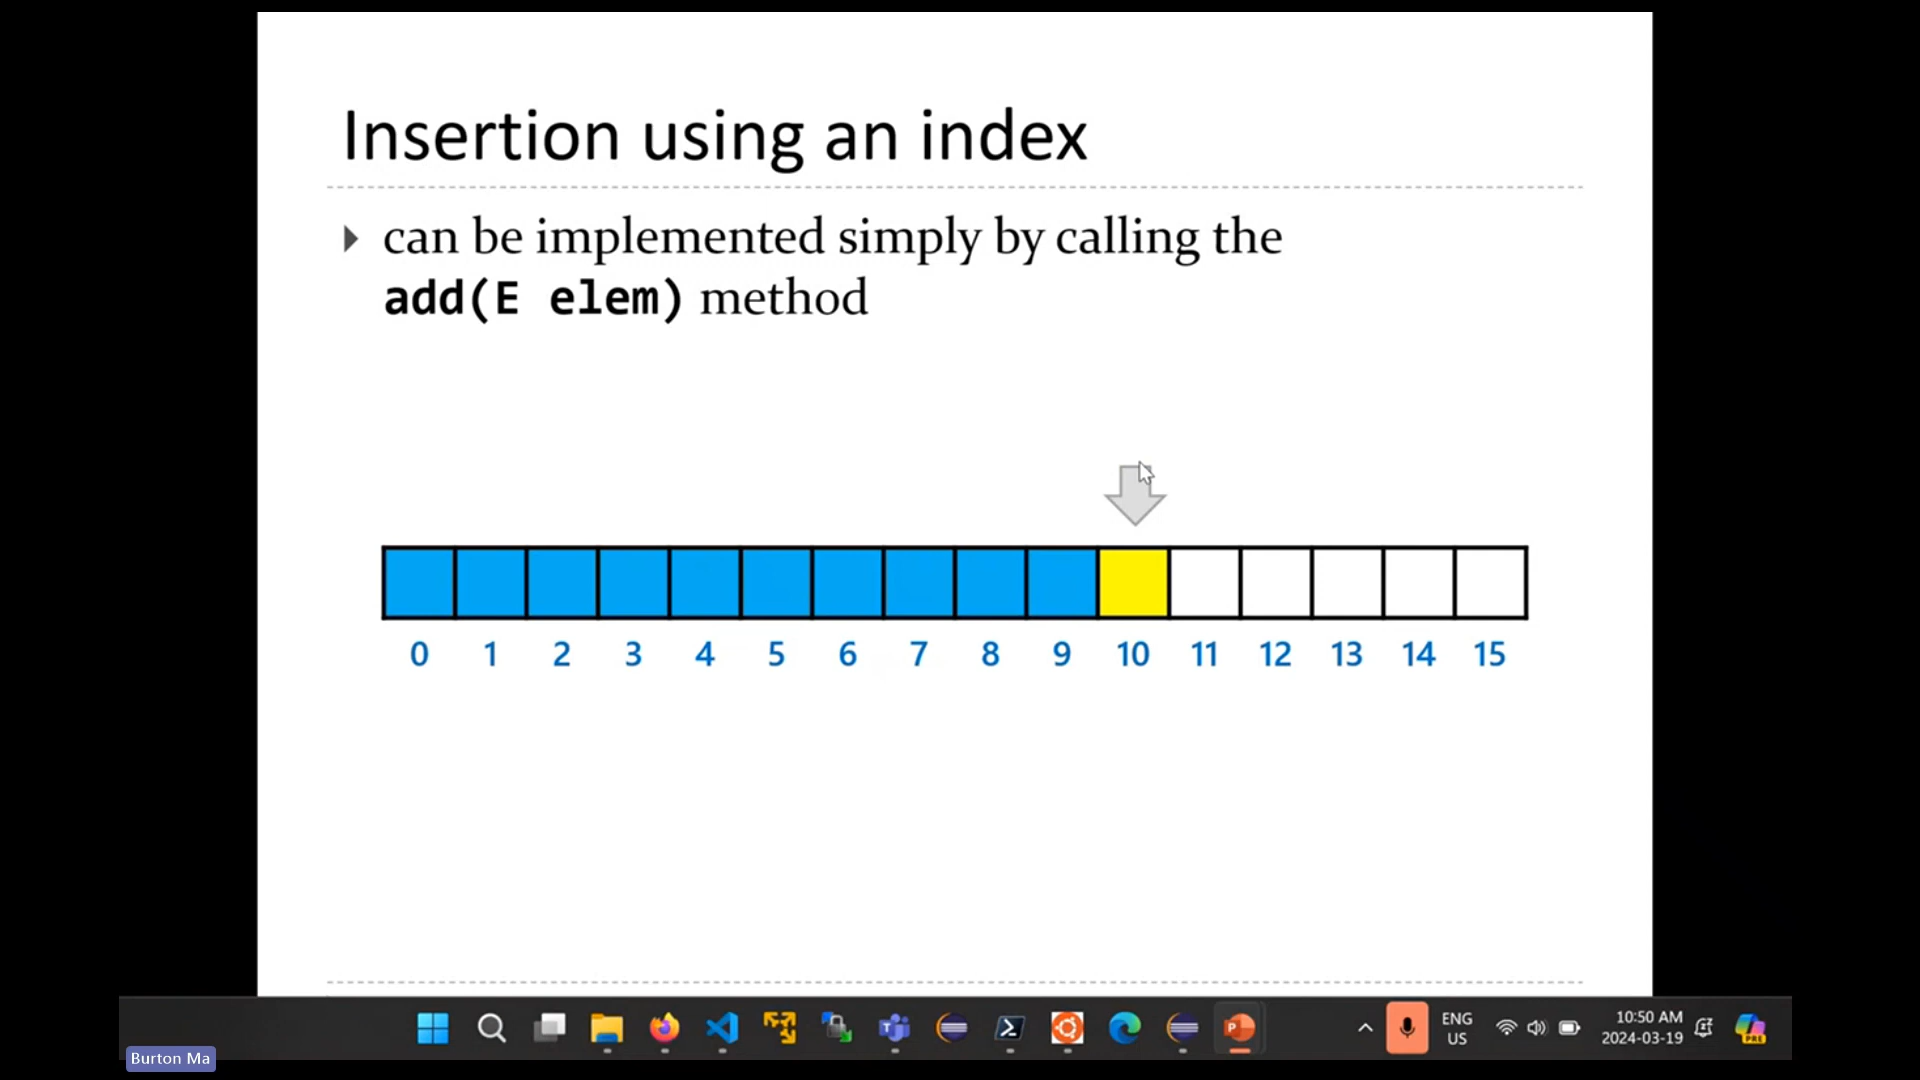 Insertion using an index
can be implemented simply by calling the
add(E elem) method
0 1 2 3 4 5 6 7 8 9 10 11 12 13 14 15
ENG
US
10:50 AM
2024-03-19
PRE
Burton Ma